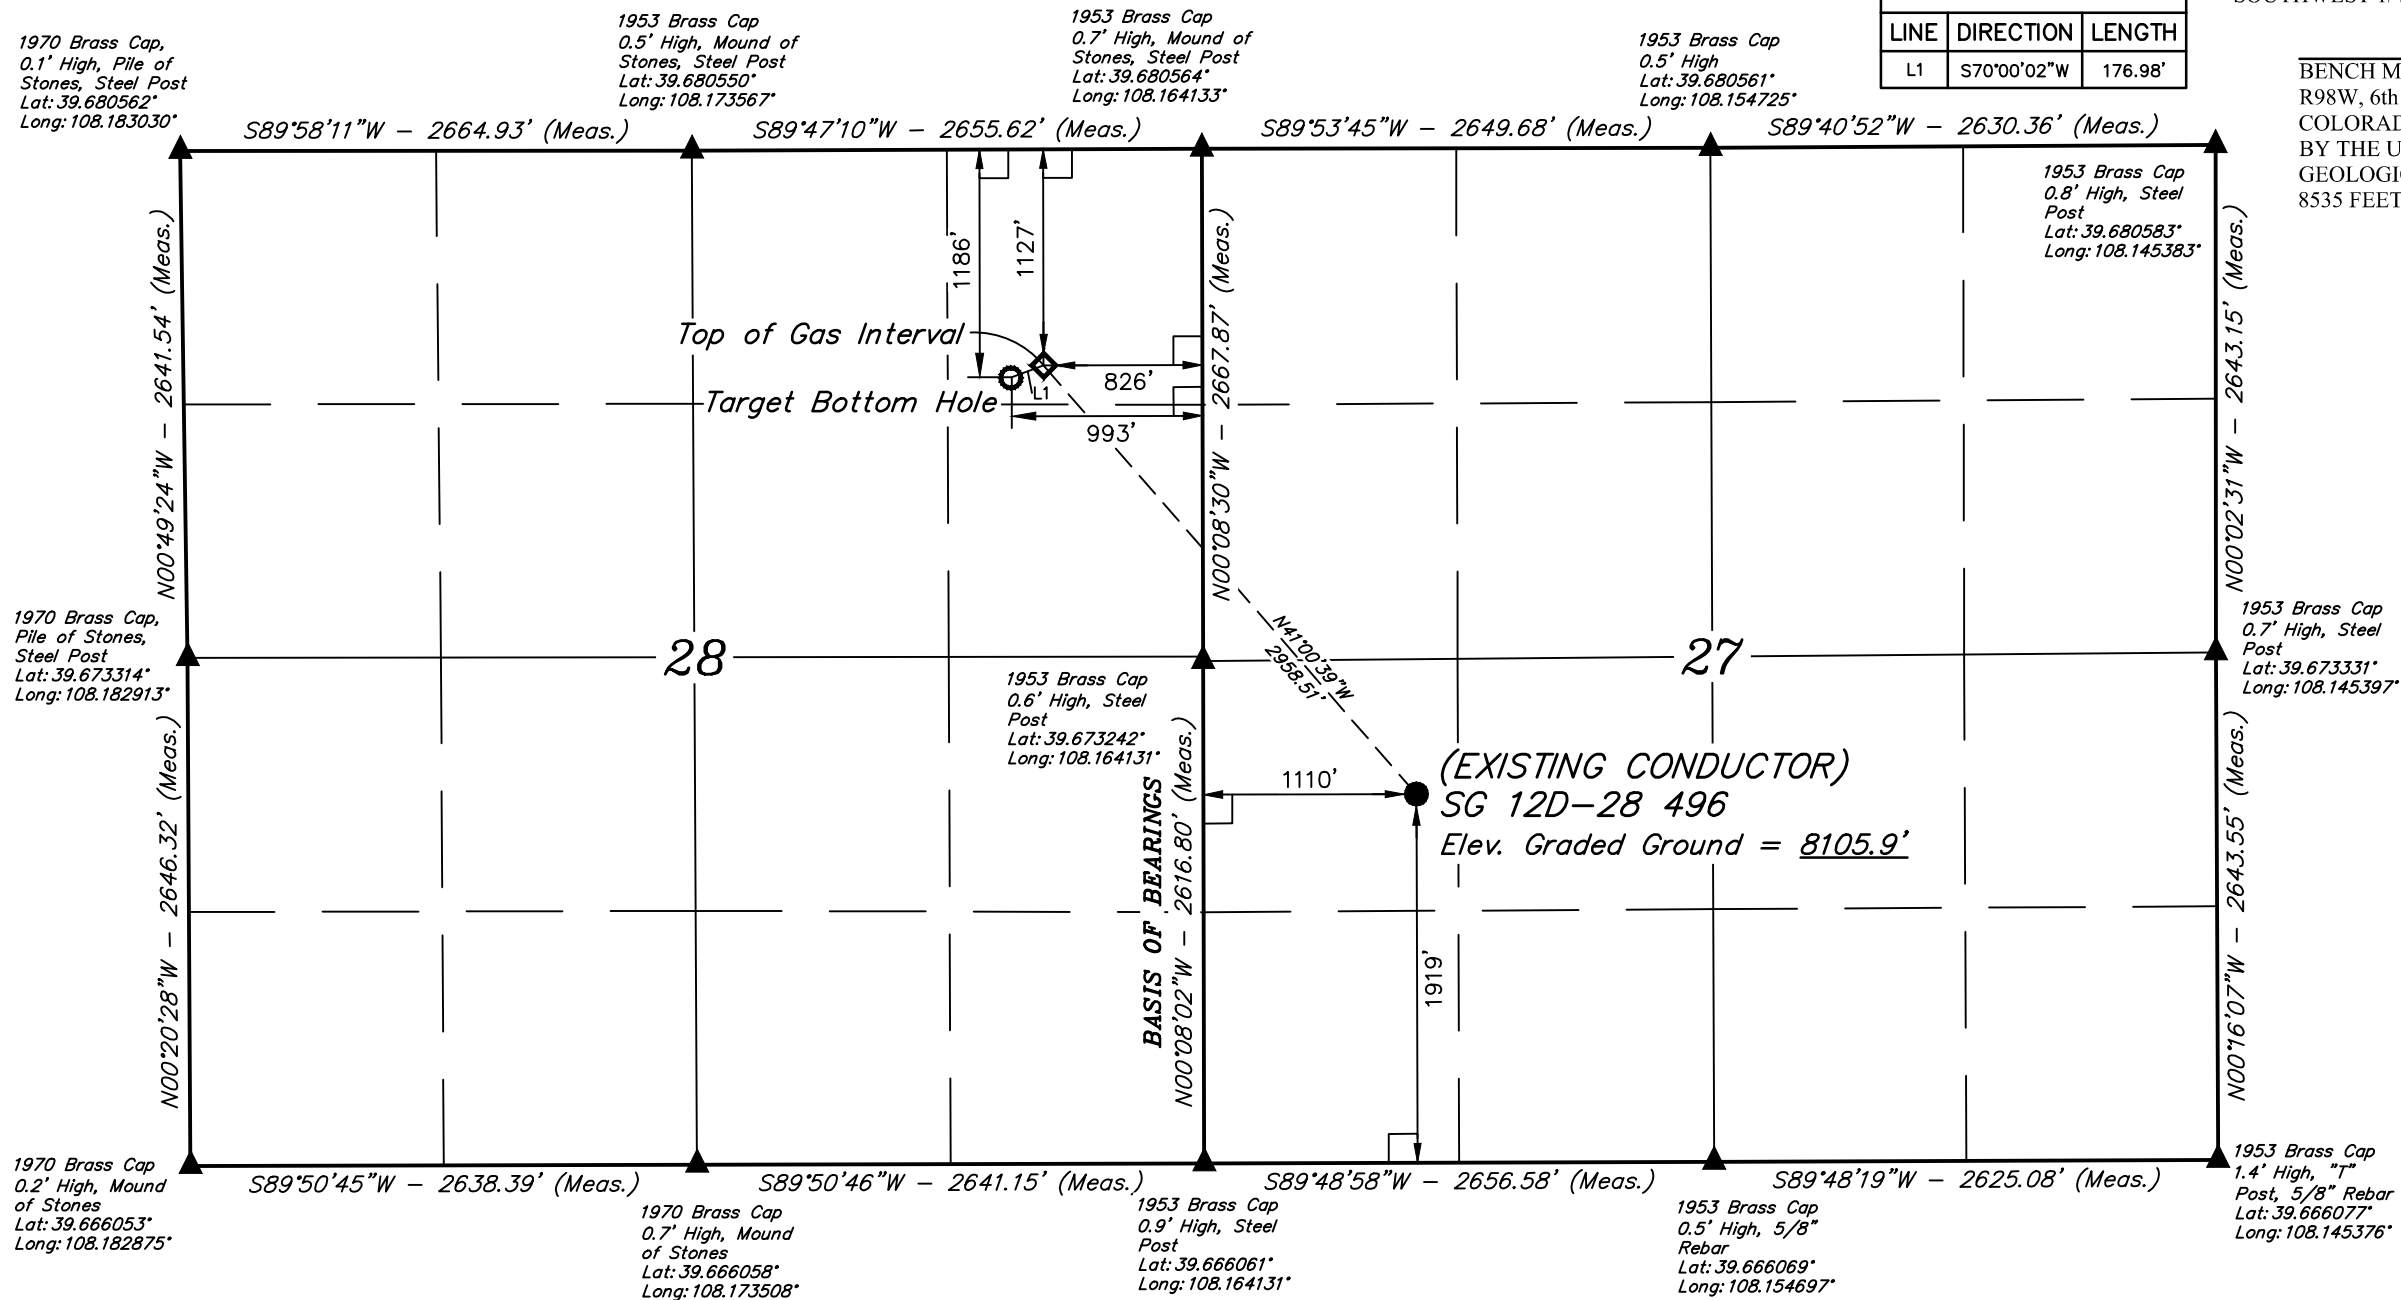 1970 Brass Cap,
0.1' High, Pile of
Stones, Steel Post
Lat: 39.680562°
Long: 108.183030°
1953 Brass Cap
0.5' High, Mound of
Stones, Steel Post
Lat: 39.680550°
Long: 108.173567°
1953 Brass Cap
0.7' High, Mound of
Stones, Steel Post
Lat: 39.680564°
Long: 108.164133°
1953 Brass Cap
0.5' High
Lat: 39.680561°
Long: 108.154725°
LINE DIRECTION LENGTH
L1 S70°00'02"W 176.98'
BENCH M
R98W, 6th
COLORAD
BY THE U
GEOLOGI
8535 FEET
S89°58'11"W – 2664.93' (Meas.)
S89°47'10"W – 2655.62' (Meas.)
S89°53'45"W – 2649.68' (Meas.)
S89°40'52"W – 2630.36' (Meas.)
1953 Brass Cap
0.8' High, Steel
Post
Lat: 39.680583°
Long: 108.145383°
N00°49'24"W – 2641.54' (Meas.)
1186'
1127'
N00°08'30"W – 2667.87' (Meas.)
N00°02'31"W – 2643.15' (Meas.)
Top of Gas Interval
826'
L1
Target Bottom Hole
993'
1970 Brass Cap,
Pile of Stones,
Steel Post
Lat: 39.673314°
Long: 108.182913°
28
N41°00'39"W
2958.51'
27
1953 Brass Cap
0.7' High, Steel
Post
Lat: 39.673331°
Long: 108.145397°
1953 Brass Cap
0.6' High, Steel
Post
Lat: 39.673242°
Long: 108.164131°
N00°20'28"W – 2646.32' (Meas.)
BASIS OF BEARINGS
N00°08'02"W – 2616.80' (Meas.)
1110'
(EXISTING CONDUCTOR)
SG 12D–28 496
Elev. Graded Ground = 8105.9'
1919'
N00°16'07"W – 2643.55' (Meas.)
1970 Brass Cap
0.2' High, Mound
of Stones
Lat: 39.666053°
Long: 108.182875°
S89°50'45"W – 2638.39' (Meas.)
S89°50'46"W – 2641.15' (Meas.)
S89°48'58"W – 2656.58' (Meas.)
S89°48'19"W – 2625.08' (Meas.)
1970 Brass Cap
0.7' High, Mound
of Stones
Lat: 39.666058°
Long: 108.173508°
1953 Brass Cap
0.9' High, Steel
Post
Lat: 39.666061°
Long: 108.164131°
1953 Brass Cap
0.5' High, 5/8"
Rebar
Lat: 39.666069°
Long: 108.154697°
1953 Brass Cap
1.4' High, "T"
Post, 5/8" Rebar
Lat: 39.666077°
Long: 108.145376°